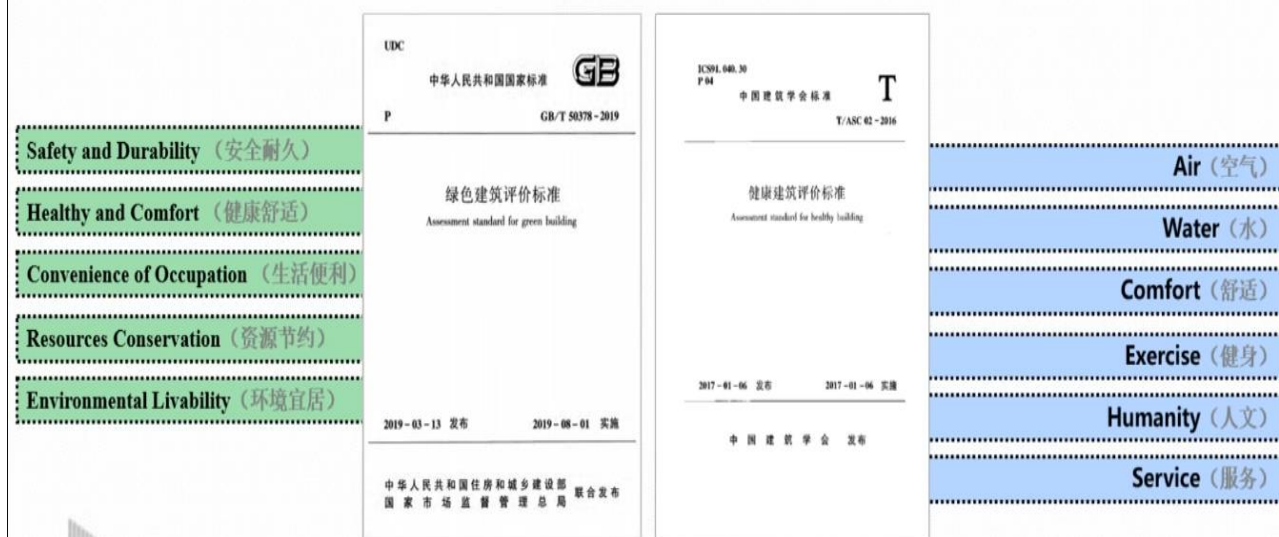 Safety and Durability（安全耐久）
Healthy and Comfort（健康舒适）
Convenience of Occupation（生活便利）
Resources Conservation（资源节约）
Environmental Livability（环境宜居）
UDC
中华人民共和国国家标准 GB
P GB/T 50378-2019
绿色建筑评价标准
Assessment standard for green building
2019-03-13 发布 2019-08-01 实施
中华人民共和国住房和城乡建设部
国家市场监督管理总局
联合发布
ICS91.040.30
P 04
中国建筑学会标准 T
T/ASC 02-2016
健康建筑评价标准
Assessment standard for healthy building
2017-01-06 发布 2017-01-06 实施
中国建筑学会 发布
Air（空气）
Water（水）
Comfort（舒适）
Exercise（健身）
Humanity（人文）
Service（服务）